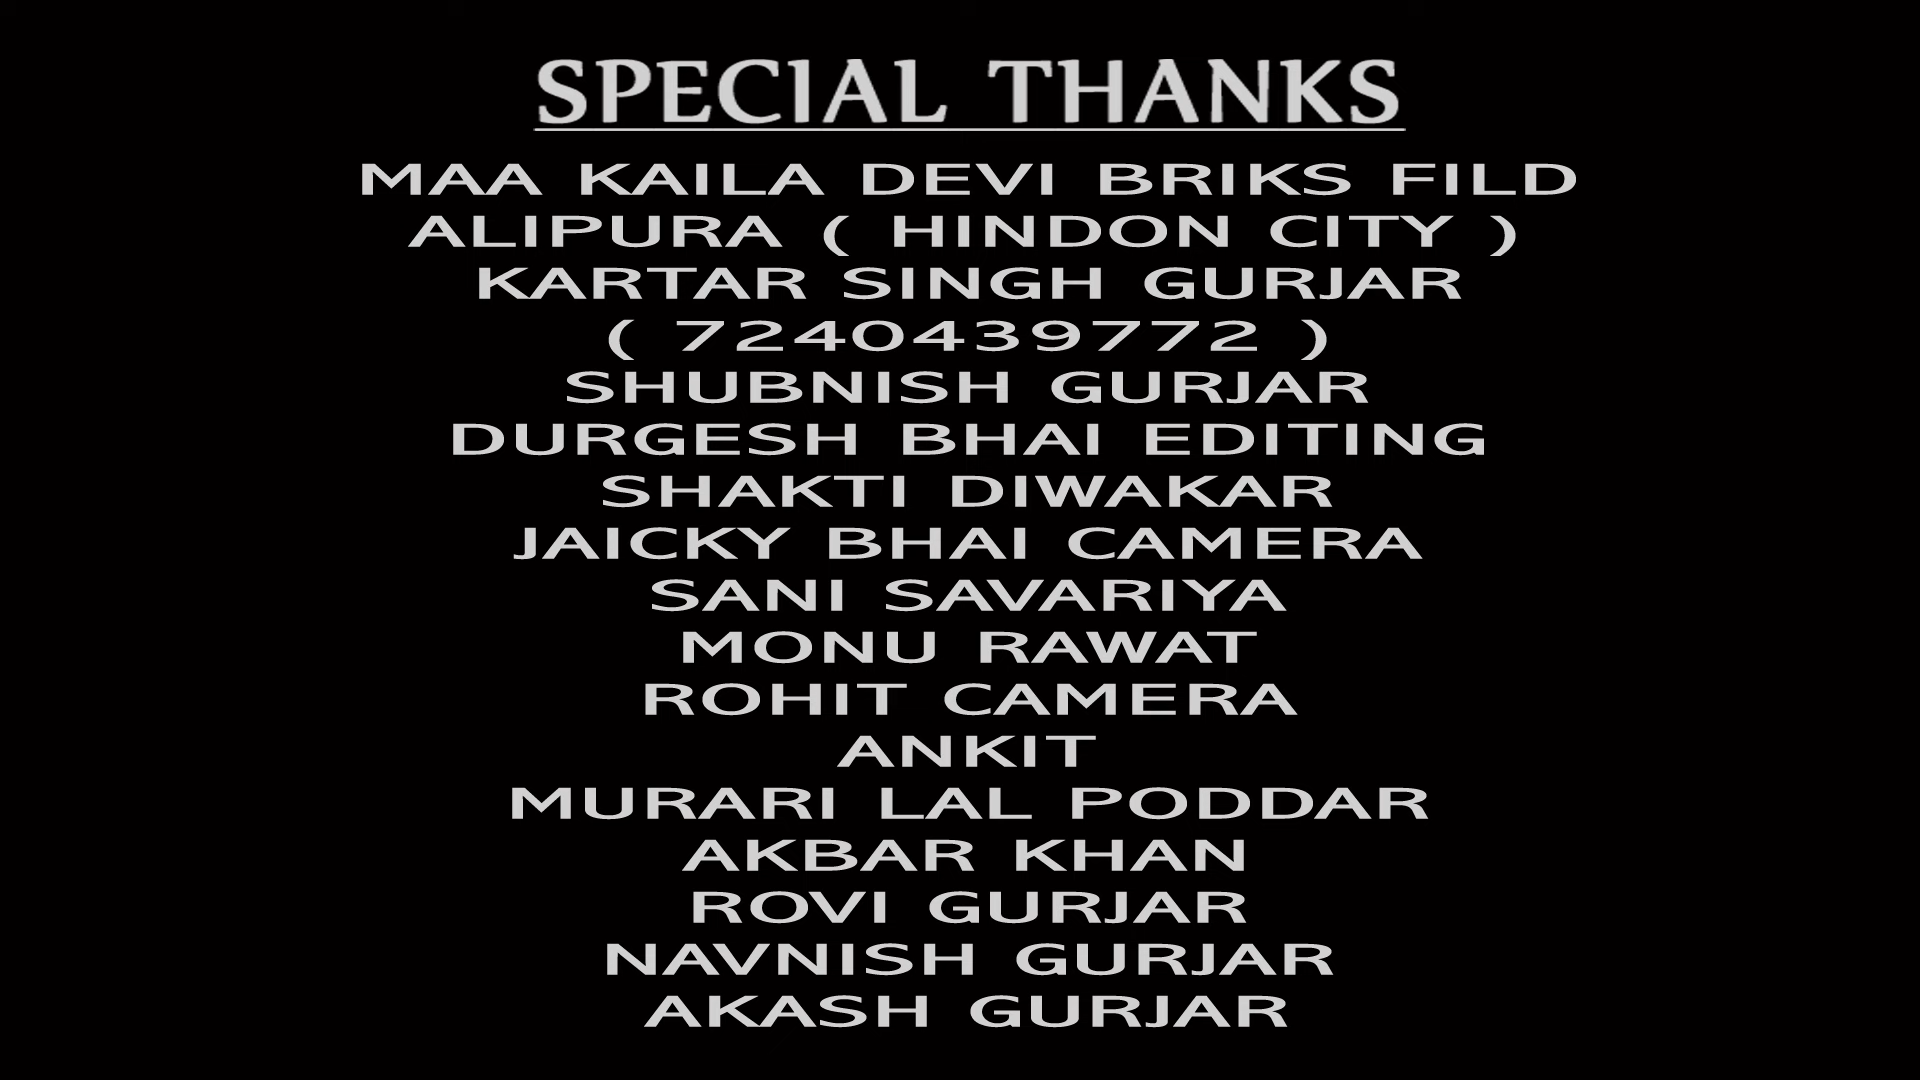 SPECIAL THANKS
MAA KAILA DEVI BRIKS FILD
ALIPURA ( HINDON CITY )
KARTAR SINGH GURJAR
( 7240439772 )
SHUBNISH GURJAR
DURGESH BHAI EDITING
SHAKTI DIWAKAR
JAICKY BHAI CAMERA
SANI SAVARIYA
MONU RAWAT
ROHIT CAMERA
ANKIT
MURARI LAL PODDAR
AKBAR KHAN
ROVI GURJAR
NAVNISH GURJAR
AKASH GURJAR